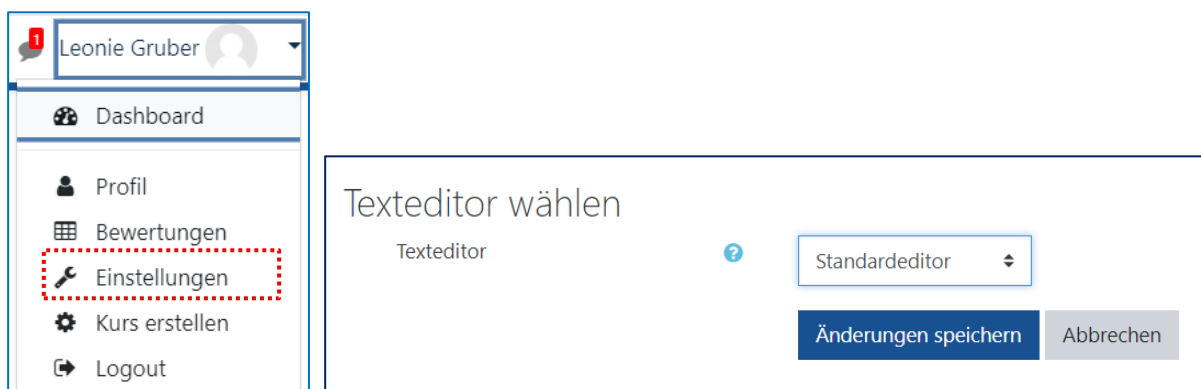 1
Leonie Gruber
Dashboard
Profil
Bewertungen
Einstellungen
Kurs erstellen
Logout
Texteditor wählen
Texteditor
?
Standardeditor
Änderungen speichern Abbrechen